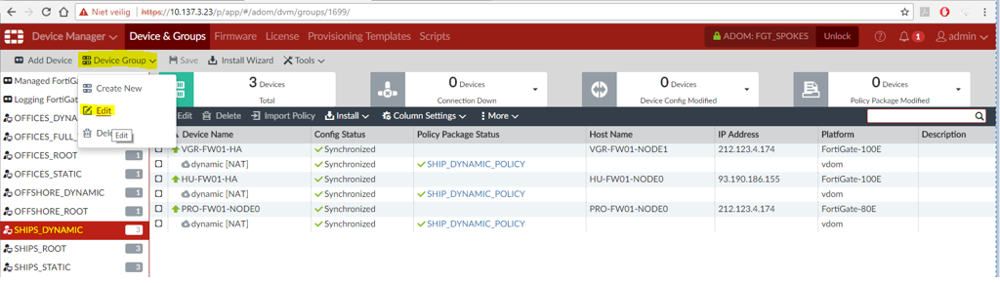 Niet veilig https://10.137.3.23/p/app/#/adom/dvm/groups/1699/
Device Manager Device & Groups Firmware License Provisioning Templates Scripts ADOM: FGT_SPOKES Unlock 1 admin
Add Device Device Group Save Install Wizard Tools
Managed FortiGa
Logging FortiGat
OFFICES_DYNA
OFFICES_FULL_
OFFICES_ROOT 1
OFFICES_STATIC 1
OFFSHORE_DYNAMIC 1
OFFSHORE_ROOT 1
SHIPS_DYNAMIC 3
SHIPS_ROOT 3
SHIPS_STATIC 3
Create New
Edit
Del
Edit
3 Devices
Total
0 Devices
Connection Down
0 Devices
Device Config Modified
0 Devices
Policy Package Modified
Edit Delete Import Policy Install Column Settings More
Device Name Config Status Policy Package Status Host Name IP Address Platform Description
VGR-FW01-HA Synchronized VGR-FW01-NODE1 212.123.4.174 FortiGate-100E
dynamic [NAT] Synchronized SHIP_DYNAMIC_POLICY vdom
HU-FW01-HA Synchronized HU-FW01-NODE0 93.190.186.155 FortiGate-100E
dynamic [NAT] Synchronized SHIP_DYNAMIC_POLICY vdom
PRO-FW01-NODE0 Synchronized PRO-FW01-NODE0 212.123.4.174 FortiGate-80E
dynamic [NAT] Synchronized SHIP_DYNAMIC_POLICY vdom